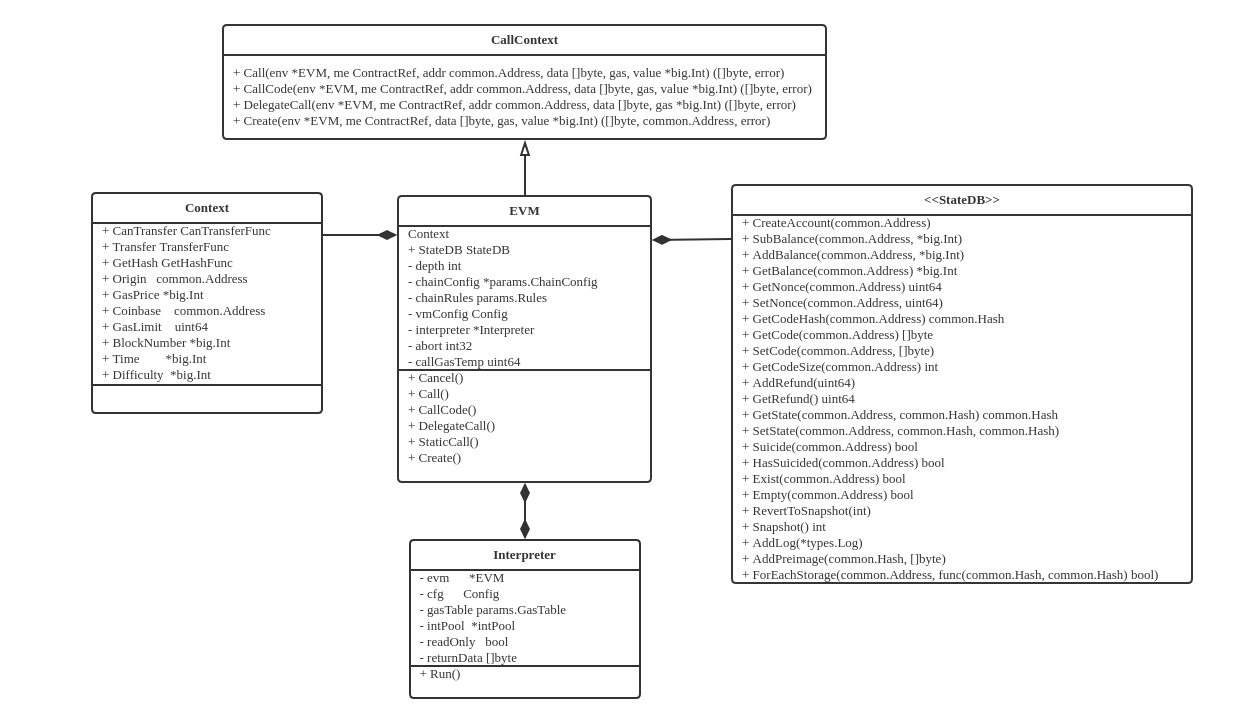 CallContext
+ Call(env *EVM, me ContractRef, addr common.Address, data []byte, gas, value *big.Int) ([]byte, error)
+ CallCode(env *EVM, me ContractRef, addr common.Address, data []byte, gas, value *big.Int) ([]byte, error)
+ DelegateCall(env *EVM, me ContractRef, addr common.Address, data []byte, gas *big.Int) ([]byte, error)
+ Create(env *EVM, me ContractRef, data []byte, gas, value *big.Int) ([]byte, common.Address, error)
Context
+ CanTransfer CanTransferFunc
+ Transfer TransferFunc
+ GetHash GetHashFunc
+ Origin common.Address
+ GasPrice *big.Int
+ Coinbase common.Address
+ GasLimit uint64
+ BlockNumber *big.Int
+ Time *big.Int
+ Difficulty *big.Int
EVM
Context
+ StateDB StateDB
- depth int
- chainConfig *params.ChainConfig
- chainRules params.Rules
- vmConfig Config
- interpreter *Interpreter
- abort int32
- callGasTemp uint64
+ Cancel()
+ Call()
+ CallCode()
+ DelegateCall()
+ StaticCall()
+ Create()
<<StateDB>>
+ CreateAccount(common.Address)
+ SubBalance(common.Address, *big.Int)
+ AddBalance(common.Address, *big.Int)
+ GetBalance(common.Address) *big.Int
+ GetNonce(common.Address) uint64
+ SetNonce(common.Address, uint64)
+ GetCodeHash(common.Address) common.Hash
+ GetCode(common.Address) []byte
+ SetCode(common.Address, []byte)
+ GetCodeSize(common.Address) int
+ AddRefund(uint64)
+ GetRefund() uint64
+ GetState(common.Address, common.Hash) common.Hash
+ SetState(common.Address, common.Hash, common.Hash)
+ Suicide(common.Address) bool
+ HasSuicided(common.Address) bool
+ Exist(common.Address) bool
+ Empty(common.Address) bool
+ RevertToSnapshot(int)
+ Snapshot() int
+ AddLog(*types.Log)
+ AddPreimage(common.Hash, []byte)
+ ForEachStorage(common.Address, func(common.Hash, common.Hash) bool)
Interpreter
- evm *EVM
- cfg Config
- gasTable params.GasTable
- intPool *intPool
- readOnly bool
- returnData []byte
+ Run()